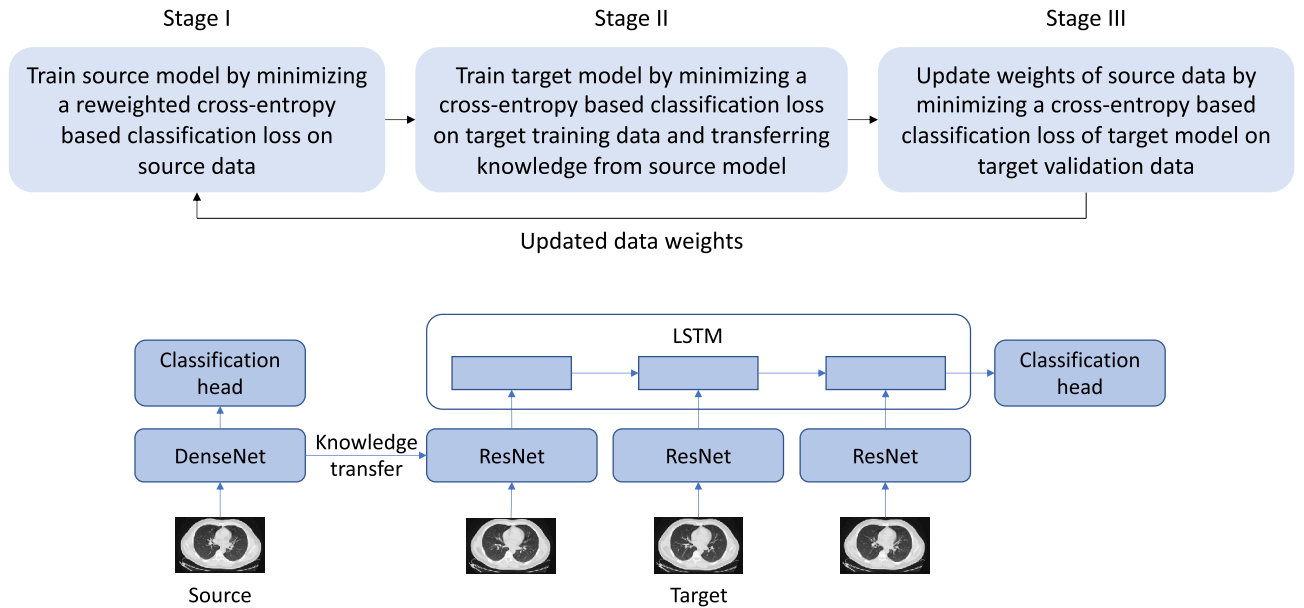 Stage I
Stage II
Stage III
Train source model by minimizing
a reweighted cross-entropy
based classification loss on
source data
Train target model by minimizing a
cross-entropy based classification loss
on target training data and transferring
knowledge from source model
Update weights of source data by
minimizing a cross-entropy based
classification loss of target model on
target validation data
Updated data weights
LSTM
Classification
head
Classification
head
DenseNet
Knowledge
transfer
ResNet
ResNet
ResNet
Source
Target